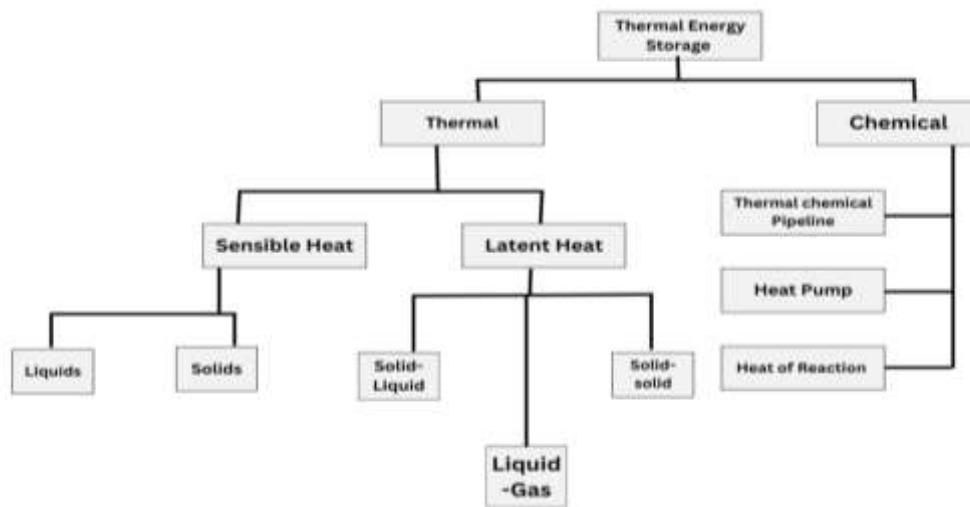 Thermal Energy
Storage
Thermal
Chemical
Thermal chemical
Pipeline
Sensible Heat
Latent Heat
Heat Pump
Liquids
Solids
Solid-
Liquid
Solid-
solid
Heat of Reaction
Liquid
-Gas